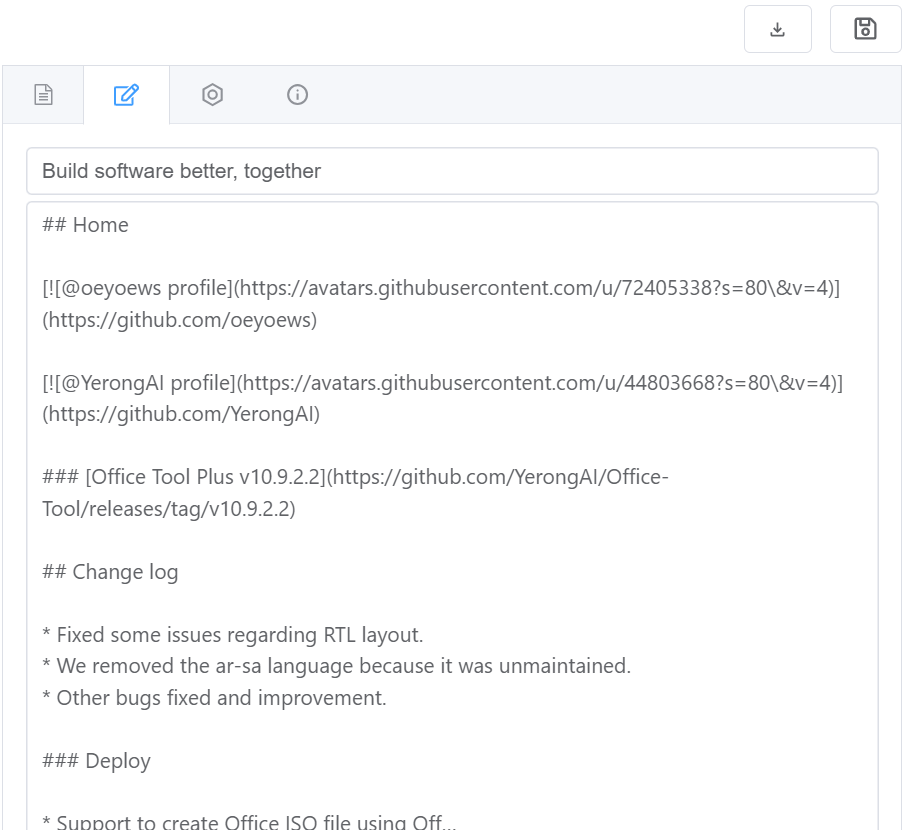 Build software better, together
## Home
[![@oeyoews profile](https://avatars.githubusercontent.com/u/72405338?s=80\&v=4)]
(https://github.com/oeyoews)
[![@YerongAI profile](https://avatars.githubusercontent.com/u/44803668?s=80\&v=4)]
(https://github.com/YerongAI)
### [Office Tool Plus v10.9.2.2](https://github.com/YerongAI/Office-
Tool/releases/tag/v10.9.2.2)
## Change log
* Fixed some issues regarding RTL layout.
* We removed the ar-sa language because it was unmaintained.
* Other bugs fixed and improvement.
### Deploy
* Support to create Office ISO file using Off...